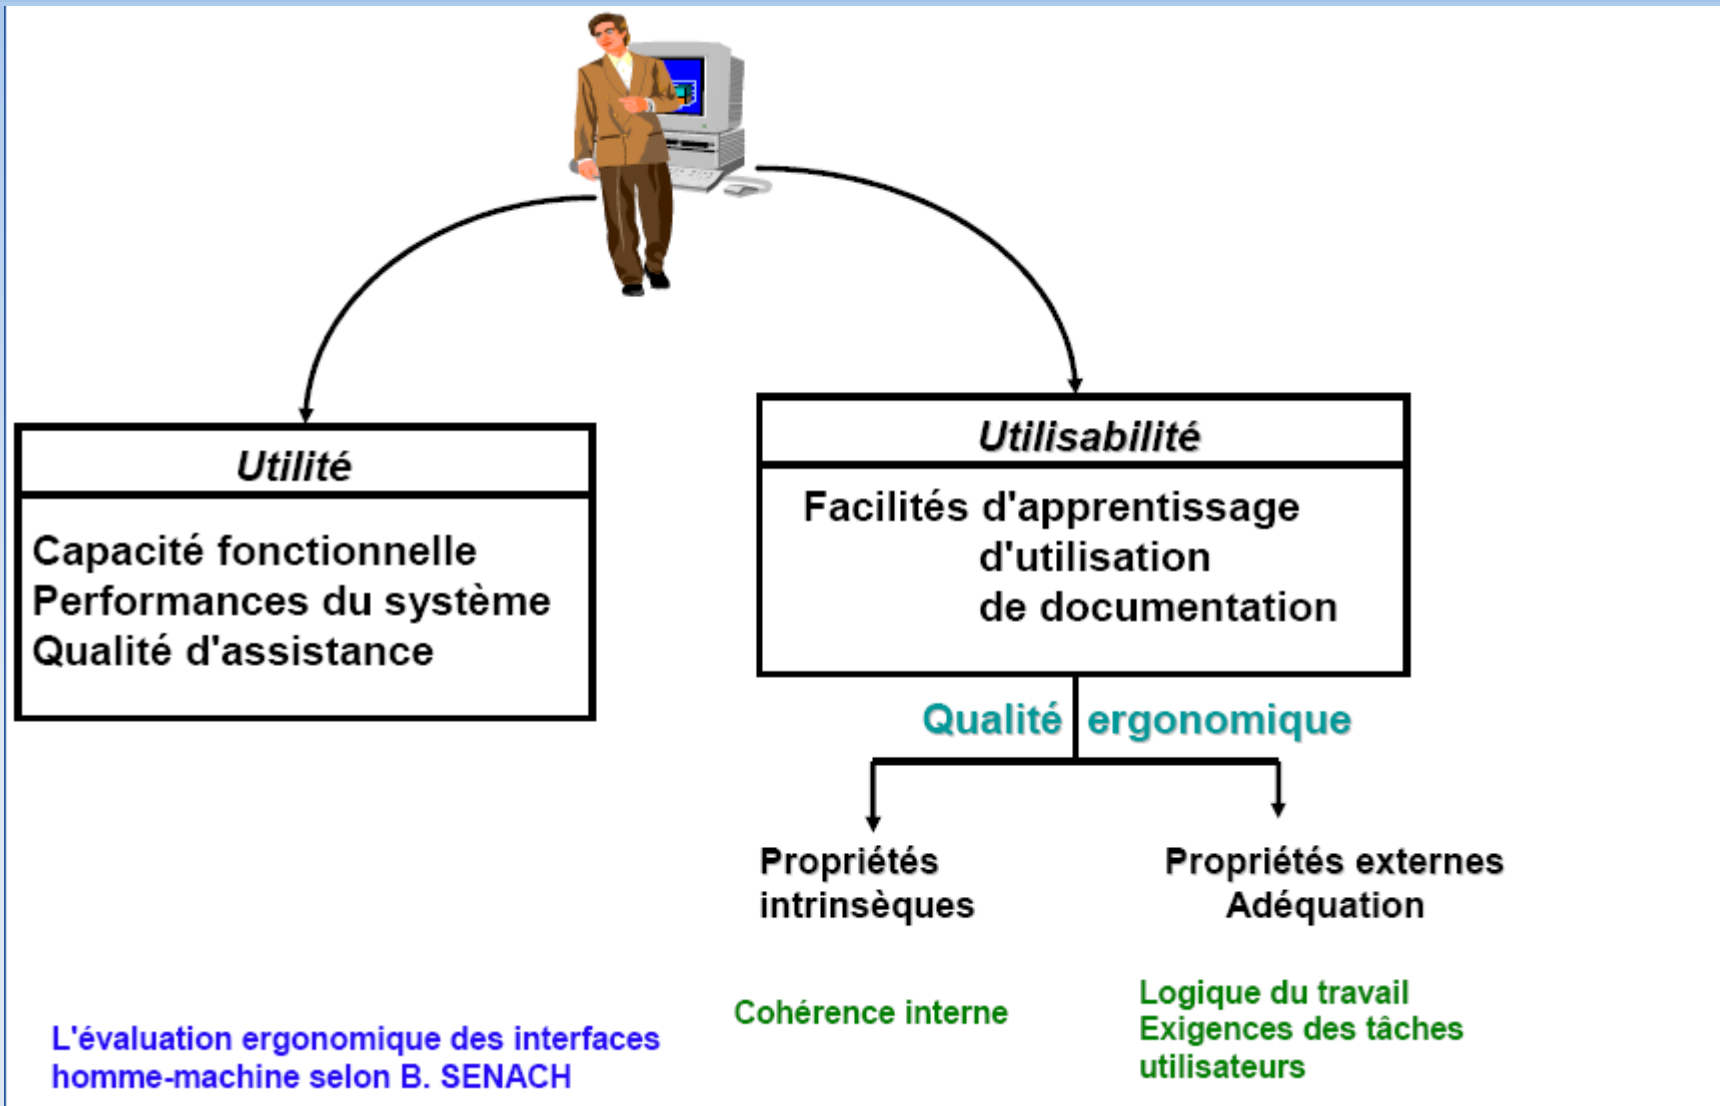 Utilité
Capacité fonctionnelle
Performances du système
Qualité d'assistance
Utilisabilité
Facilités d'apprentissage
d'utilisation
de documentation
Qualité ergonomique
Propriétés
intrinsèques
Cohérence interne
Propriétés externes
Adéquation
Logique du travail
Exigences des tâches
utilisateurs
L'évaluation ergonomique des interfaces
homme-machine selon B. SENACH